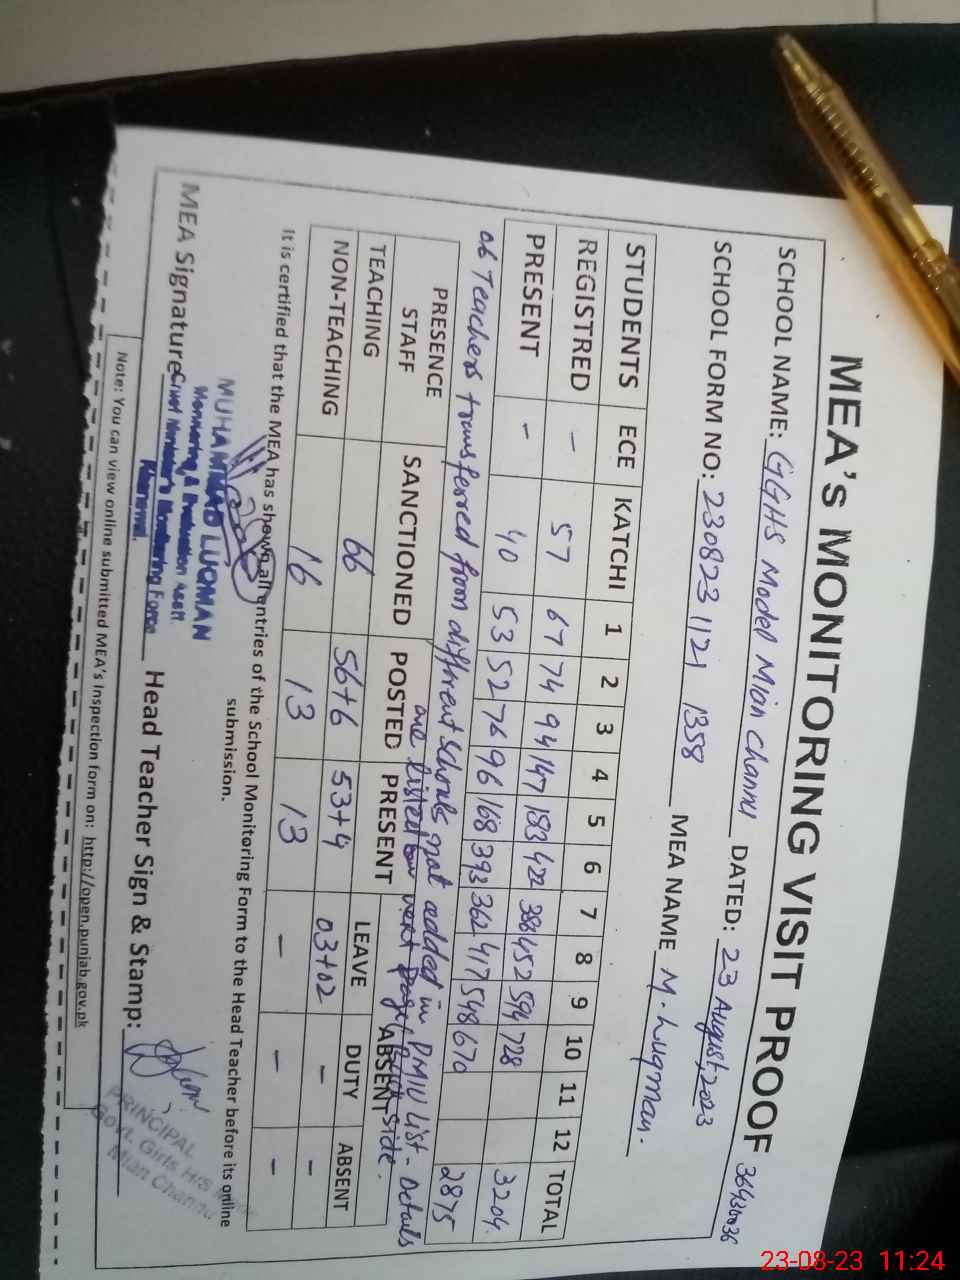 MEA's MONITORING VISIT PROOF 36430036
SCHOOL NAME: GGHS Model Mian Channu DATED: 23 August, 2023
SCHOOL FORM NO: 230823 1121 1358 MEA NAME M. Luqman.
STUDENTS ECE KATCHI 1 2 3 4 5 6 7 8 9 10 11 12 TOTAL
REGISTRED - 57 67 74 94 147 183 422 386 452 594 728 3204.
PRESENT - 40 53 52 76 96 168 393 362 417 548 670 2875
06 Teachers transferred from different schools not added in PMIU list. Details
are listed next page/ Back side.
PRESENCE STAFF SANCTIONED POSTED PRESENT ABSENT
LEAVE DUTY ABSENT
TEACHING 66 56+6 53+4 03+02 - -
NON-TEACHING 16 13 13 - - -
It is certified that the MEA has shown all entries of the School Monitoring Form to the Head Teacher before its online
submission.
MUHAMMAD LUQMAN
Monitoring & Evaluation Asstt.
Chief Minister's Monitoring Force
Khanewal.
MEA Signature Head Teacher Sign & Stamp:
PRINCIPAL
Govt. Girls H/S
Mian Channu
Note: You can view online submitted MEA's Inspection form on: http://open.punjab.gov.pk
23-08-23 11:24